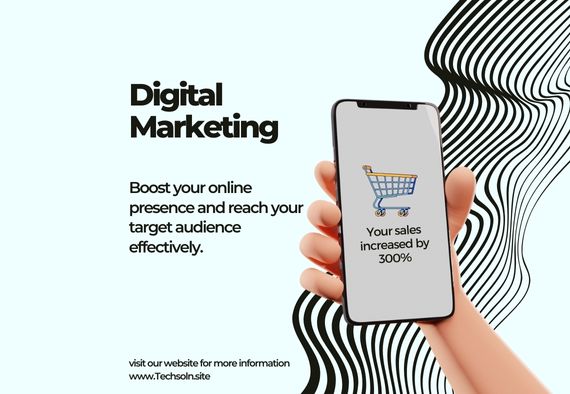 Digital
Marketing
Boost your online
presence and reach your
target audience
effectively.
Your sales
increased by
300%
visit our website for more information
www.Techsoln.site